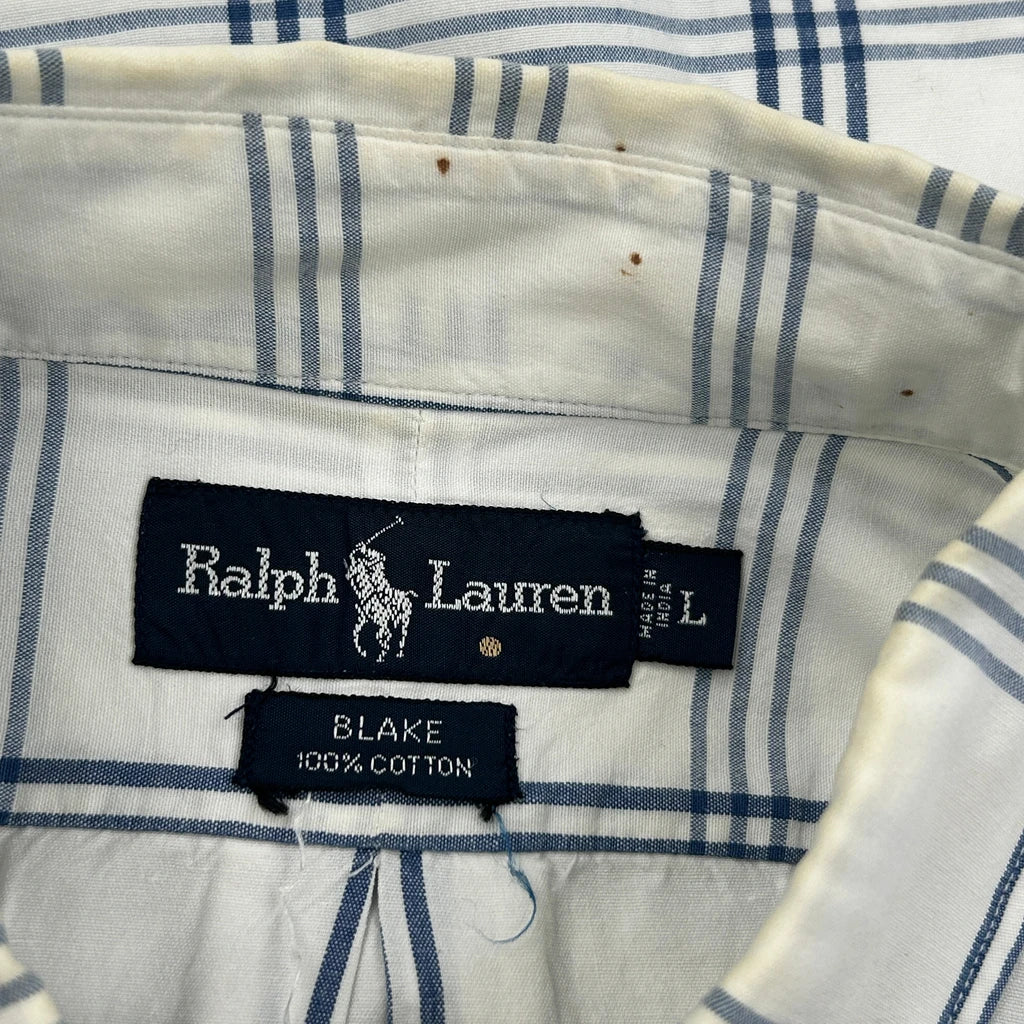 Ralph Lauren
MADE IN
INDIA
L
BLAKE
100% COTTON